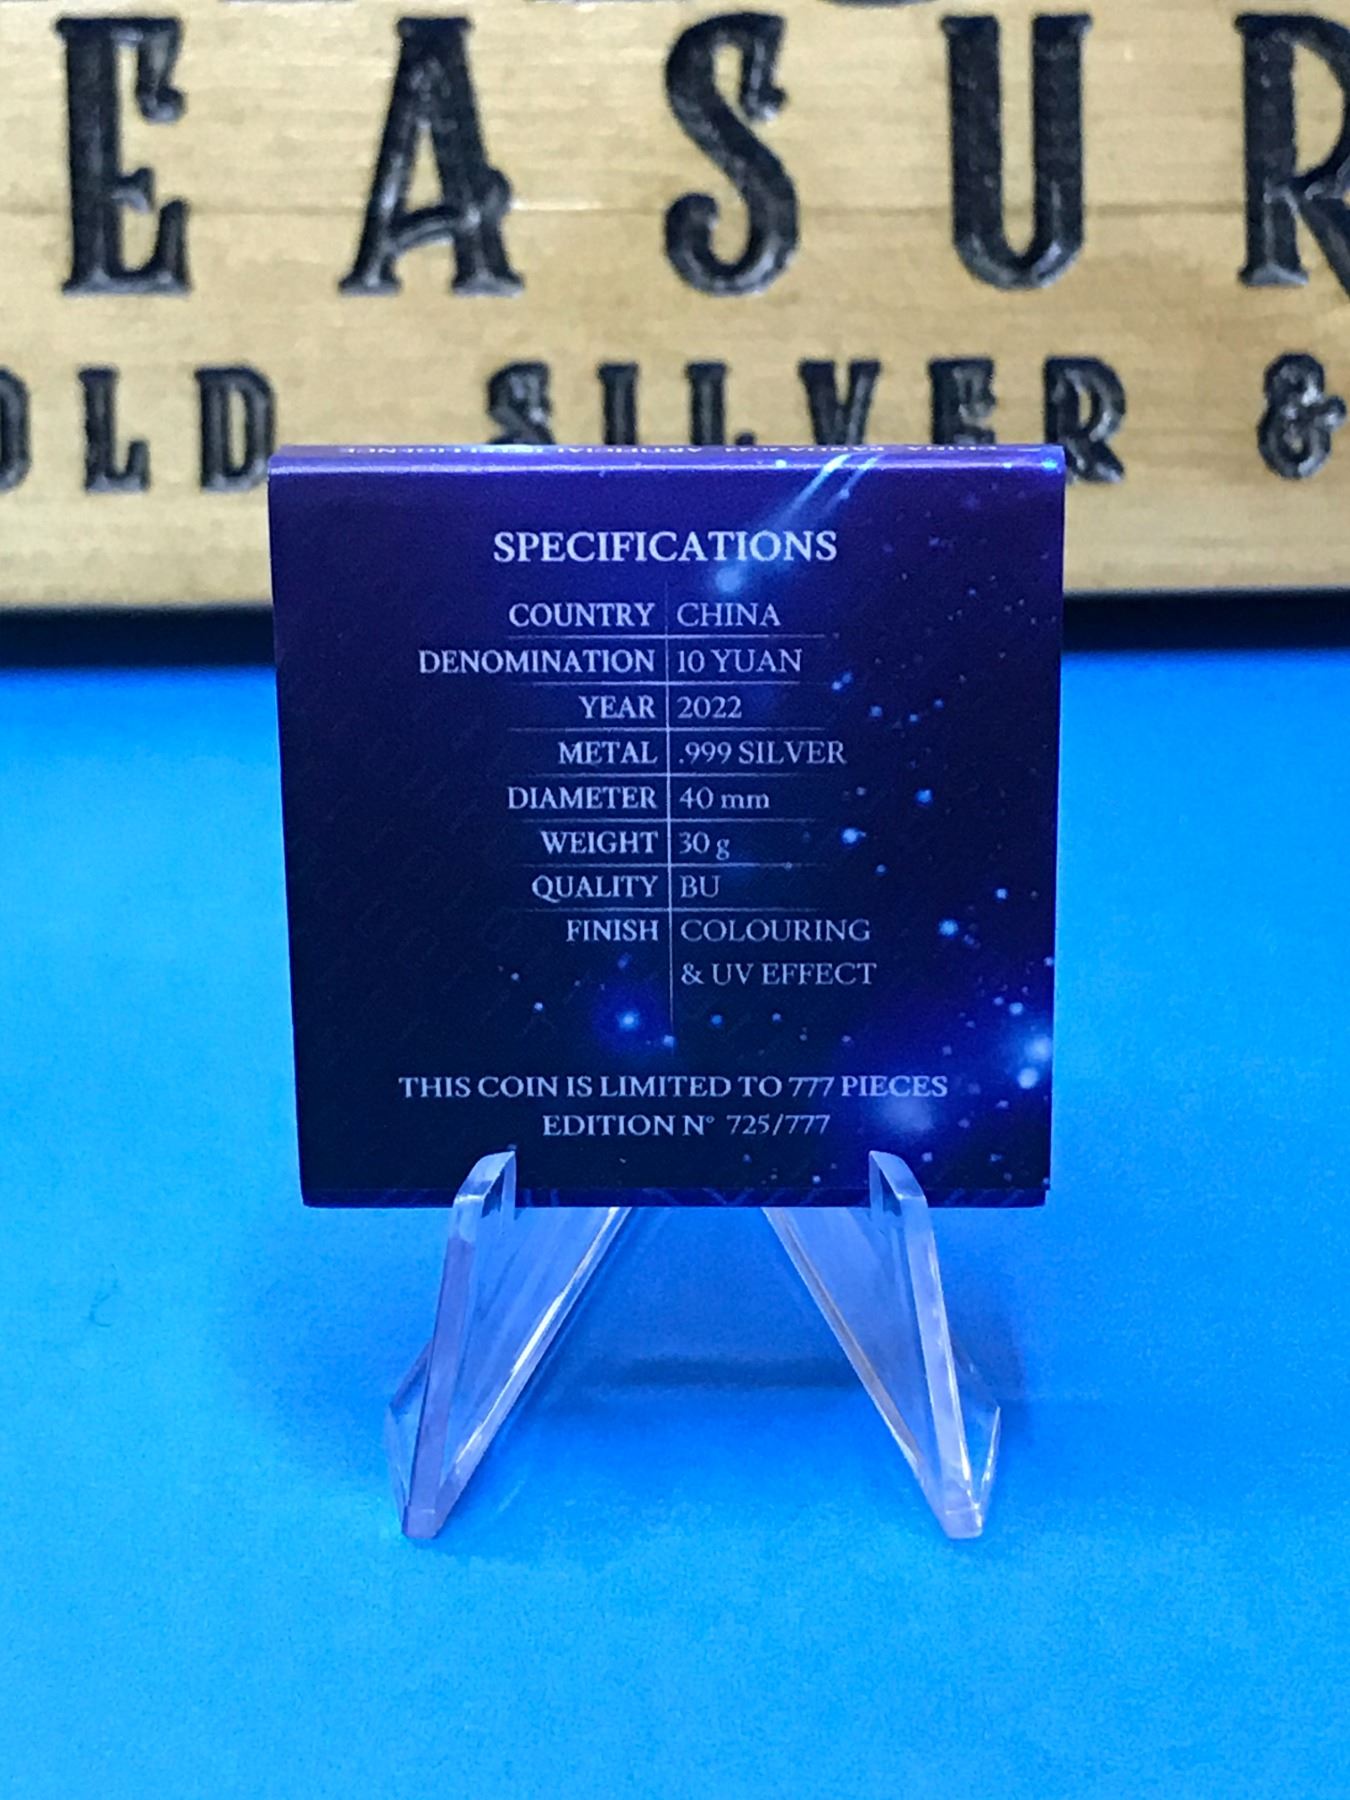 EASUR
OLD SILVER &
SPECIFICATIONS
COUNTRY CHINA
DENOMINATION 10 YUAN
YEAR 2022
METAL .999 SILVER
DIAMETER 40 mm
WEIGHT 30 g
QUALITY BU
FINISH COLOURING
& UV EFFECT
THIS COIN IS LIMITED TO 777 PIECES
EDITION N° 725/777